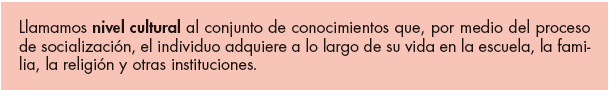 Llamamos nivel cultural al conjunto de conocimientos que, por medio del proceso
de socialización, el individuo adquiere a lo largo de su vida en la escuela, la fami-
lia, la religión y otras instituciones.